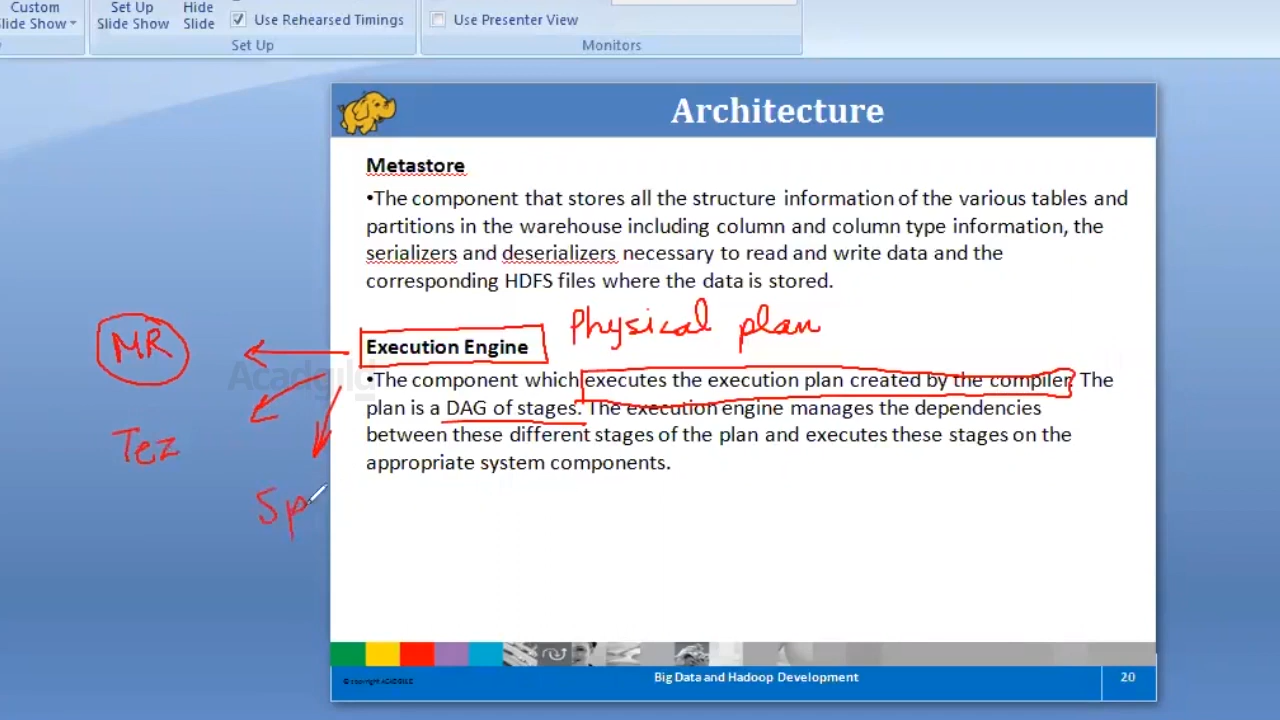 Custom
Slide Show
Set Up
Slide Show
Hide
Slide
Use Rehearsed Timings
Set Up
Use Presenter View
Monitors
Architecture
Metastore
•The component that stores all the structure information of the various tables and
partitions in the warehouse including column and column type information, the
serializers and deserializers necessary to read and write data and the
corresponding HDFS files where the data is stored.
Physical plan
MR
Execution Engine
Acadgild
•The component which executes the execution plan created by the compiler. The
plan is a DAG of stages. The execution engine manages the dependencies
between these different stages of the plan and executes these stages on the
appropriate system components.
Tez
Sp
© copyright ACADGILD
Big Data and Hadoop Development
20